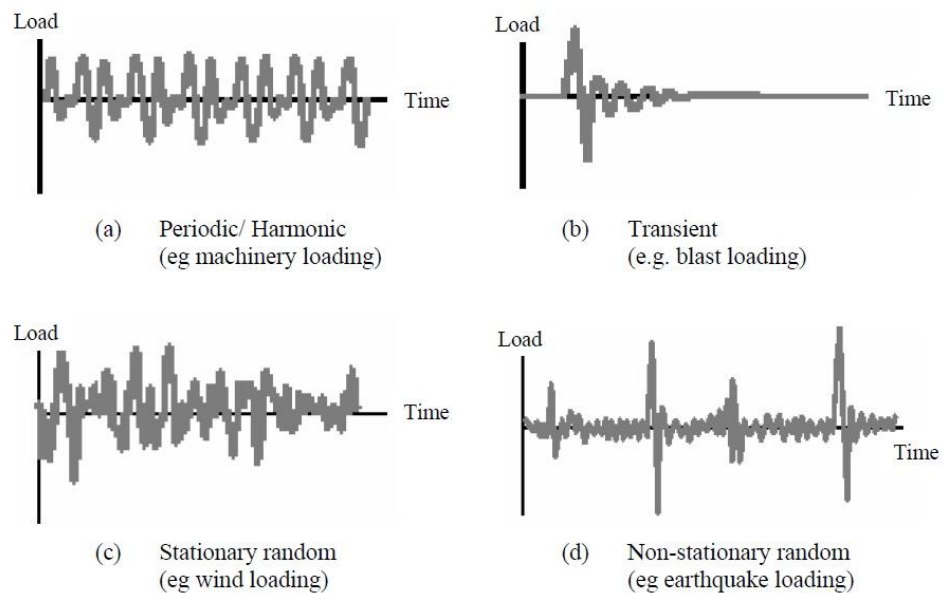 Load
Time
(a) Periodic/ Harmonic
(eg machinery loading)
Load
Time
(b) Transient
(e.g. blast loading)
Load
Time
(c) Stationary random
(eg wind loading)
Load
Time
(d) Non-stationary random
(eg earthquake loading)